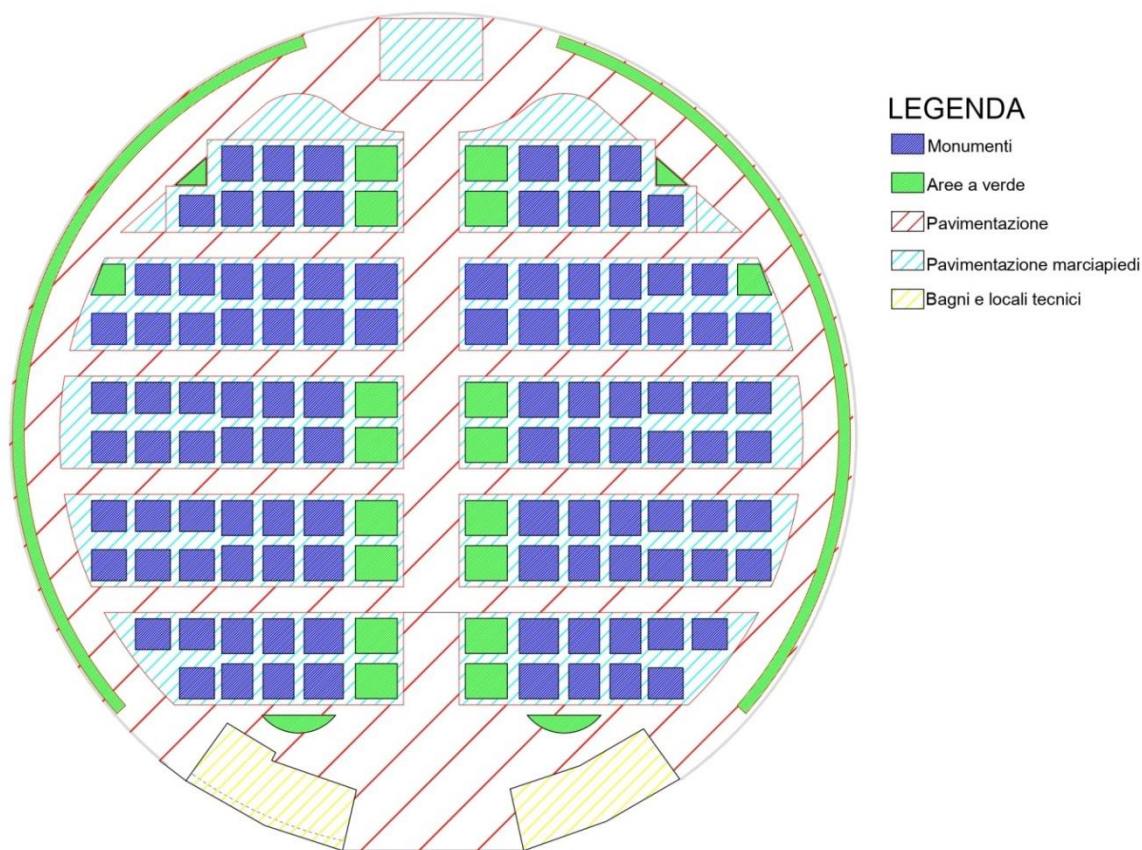 LEGENDA
Monumenti
Aree a verde
Pavimentazione
Pavimentazione marciapiedi
Bagni e locali tecnici